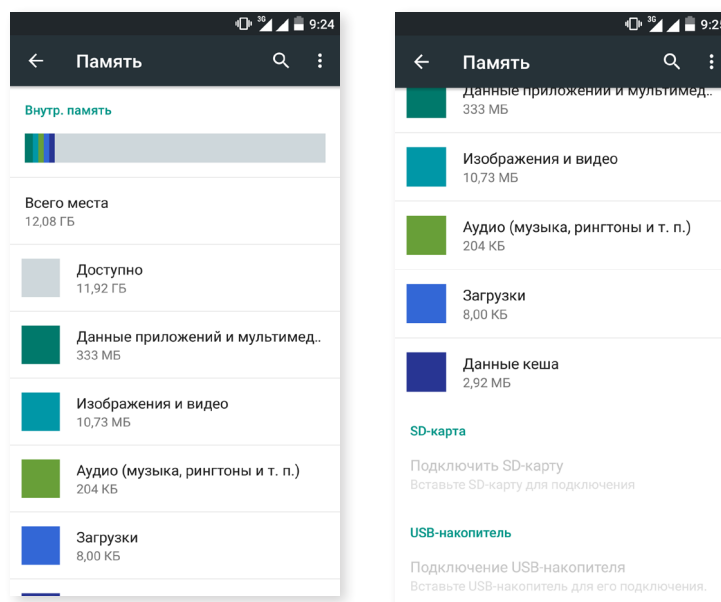 3G 9:24
Память
Внутр. память
Всего места
12,08 ГБ
Доступно
11,92 ГБ
Данные приложений и мультимед..
333 МБ
Изображения и видео
10,73 МБ
Аудио (музыка, рингтоны и т. п.)
204 КБ
Загрузки
8,00 КБ
3G 9:25
Память
Данные приложений и мультимед..
333 МБ
Изображения и видео
10,73 МБ
Аудио (музыка, рингтоны и т. п.)
204 КБ
Загрузки
8,00 КБ
Данные кеша
2,92 МБ
SD-карта
Подключить SD-карту
Вставьте SD-карту для подключения
USB-накопитель
Подключение USB-накопителя
Вставьте USB-накопитель для его подключения.